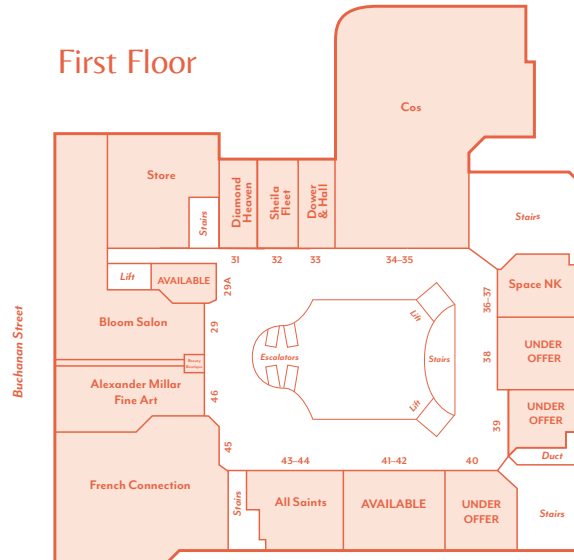 First Floor
Cos
Store
Stairs
Diamond
Heaven
Sheila
Fleet
Dower
& Hall
Stairs
31
32
33
34–35
Lift
AVAILABLE
29A
Space NK
36–37
Buchanan Street
Bloom Salon
29
Lift
Escalators
Stairs
38
UNDER
OFFER
Alexander Millar
Fine Art
46
Lift
39
UNDER
OFFER
45
43–44
41–42
40
Duct
French Connection
Stairs
All Saints
AVAILABLE
UNDER
OFFER
Stairs